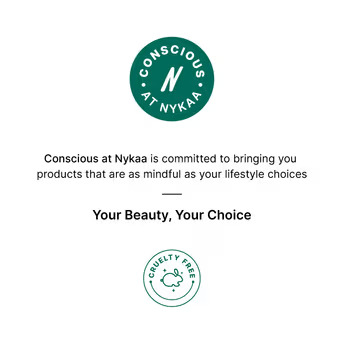 CONSCIOUS
N
AT NYKAA
Conscious at Nykaa is committed to bringing you
products that are as mindful as your lifestyle choices
Your Beauty, Your Choice
CRUELTY FREE